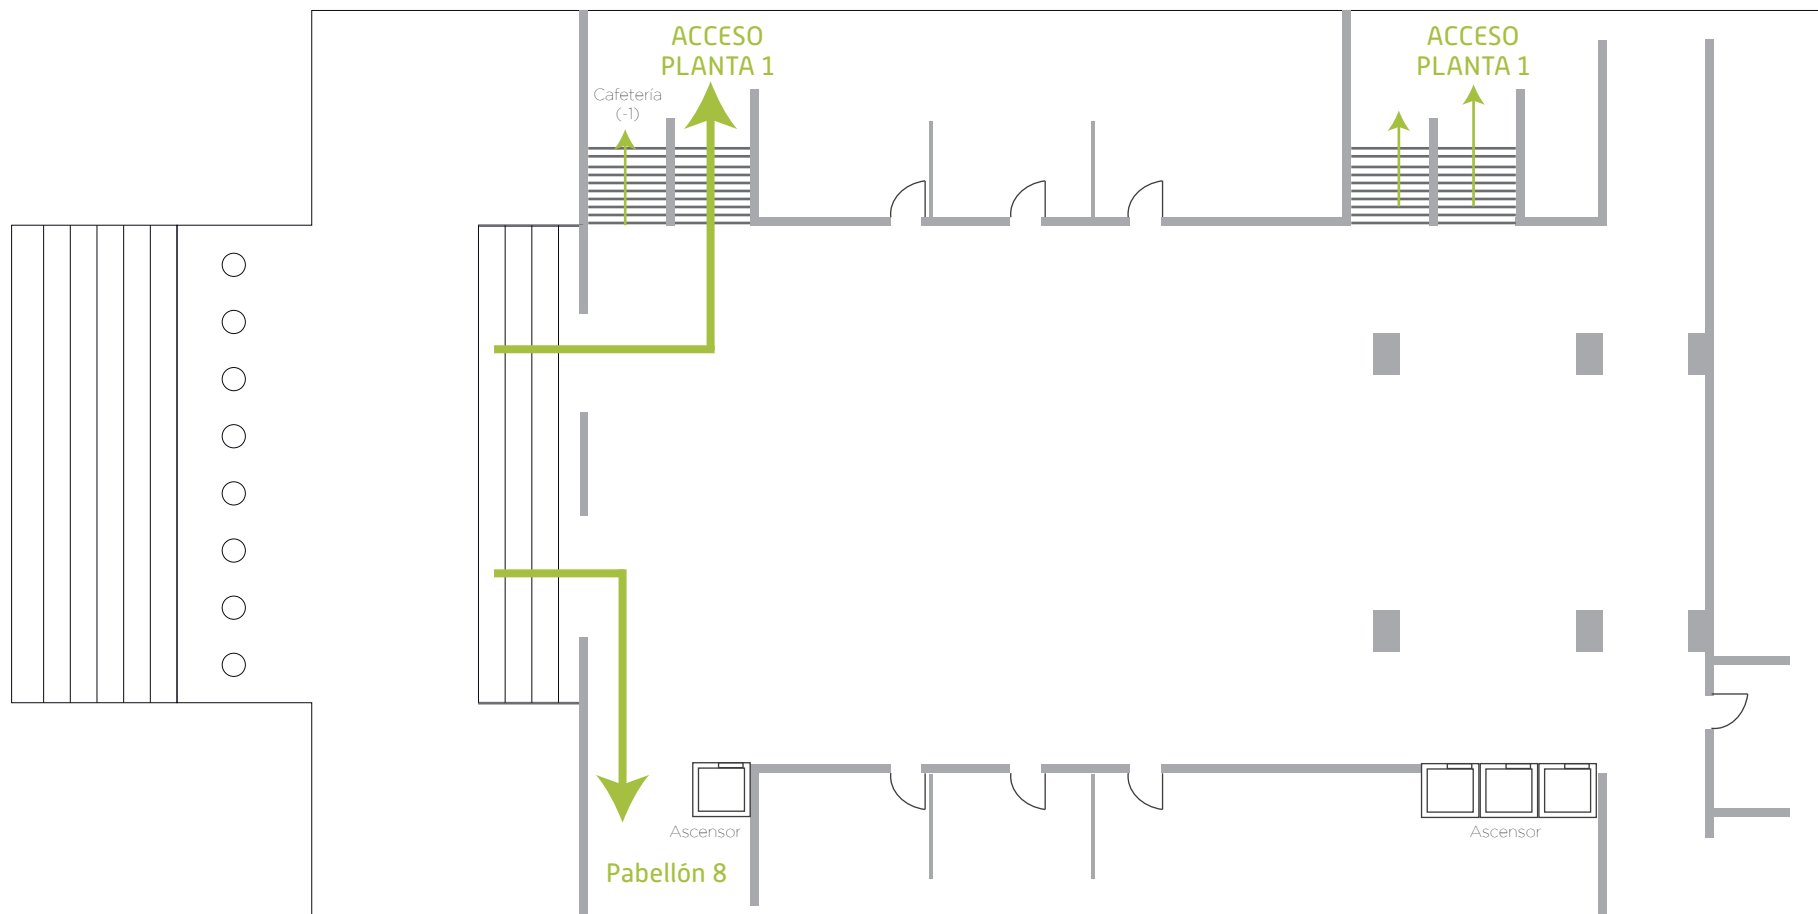 ACCESO
PLANTA 1
ACCESO
PLANTA 1
Cafetería
(-1)
Ascensor
Ascensor
Pabellón 8